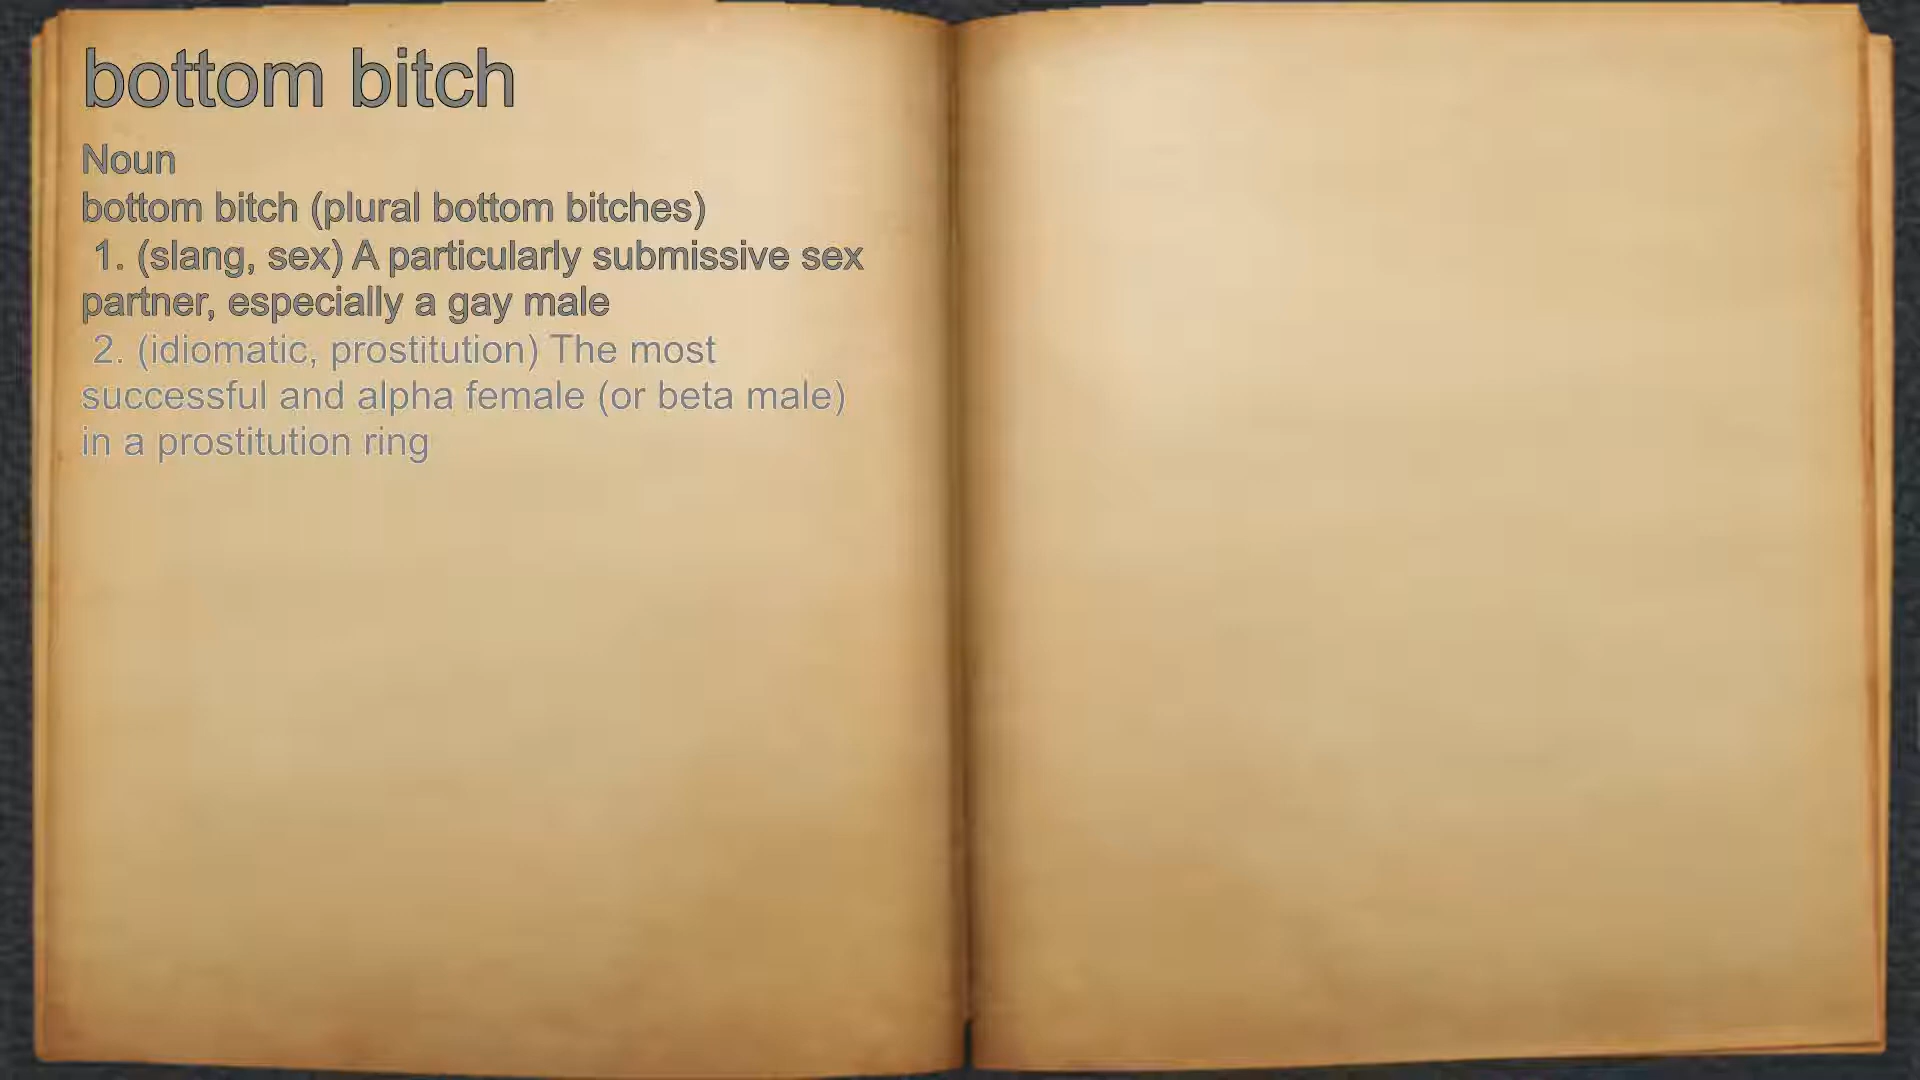 bottom bitch
Noun
bottom bitch (plural bottom bitches)
1. (slang, sex) A particularly submissive sex
partner, especially a gay male
2. (idiomatic, prostitution) The most
successful and alpha female (or beta male)
in a prostitution ring